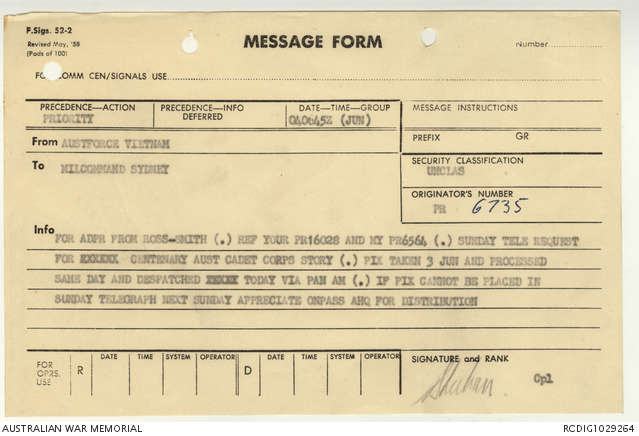 F.Sigs. 52-2
Revised May, '58
(Pads of 100)
MESSAGE FORM
Number
FOR COMM CEN/SIGNALS USE
PRECEDENCE—ACTION
PRIORITY
PRECEDENCE—INFO
DEFERRED
DATE—TIME—GROUP
040645Z (JUN)
MESSAGE INSTRUCTIONS
PREFIX GR
From AUSTFORCE VIETNAM
To MILCOMMAND SYDNEY
SECURITY CLASSIFICATION
UNCLAS
ORIGINATOR'S NUMBER
PR 6735
Info
FOR ADPR FROM ROSS-SMITH (.) REF YOUR PR16028 AND MY PR6564 (.) SUNDAY TELE REQUEST
FOR XXXXX CENTENARY AUST CADET CORPS STORY (.) PIX TAKEN 3 JUN AND PROCESSED
SAME DAY AND DESPATCHED XXXXX TODAY VIA PAN AM (.) IF PIX CANNOT BE PLACED IN
SUNDAY TELEGRAPH NEXT SUNDAY APPRECIATE ONPASS AHQ FOR DISTRIBUTION
FOR OPRS. USE
R DATE TIME SYSTEM OPERATOR D DATE TIME SYSTEM OPERATOR
SIGNATURE and RANK
Cpl
AUSTRALIAN WAR MEMORIAL
RCDIG1029264